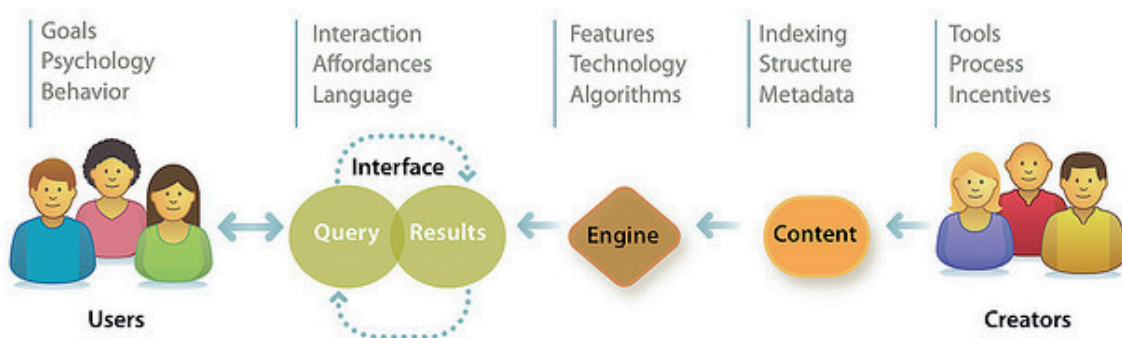 Goals
Psychology
Behavior
Interaction
Affordances
Language
Features
Technology
Algorithms
Indexing
Structure
Metadata
Tools
Process
Incentives
Interface
Query
Results
Engine
Content
Users
Creators